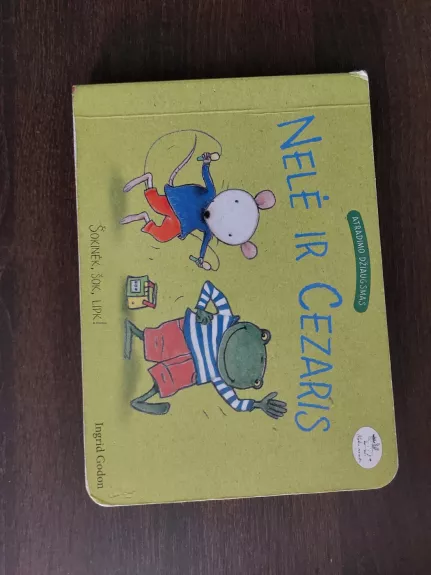 ATRADIMO DŽIAUGSMAS
NELĖ IR CEZARIS
ŠOKINĖK, ŠOK, LIPK!
Ingrid Godon